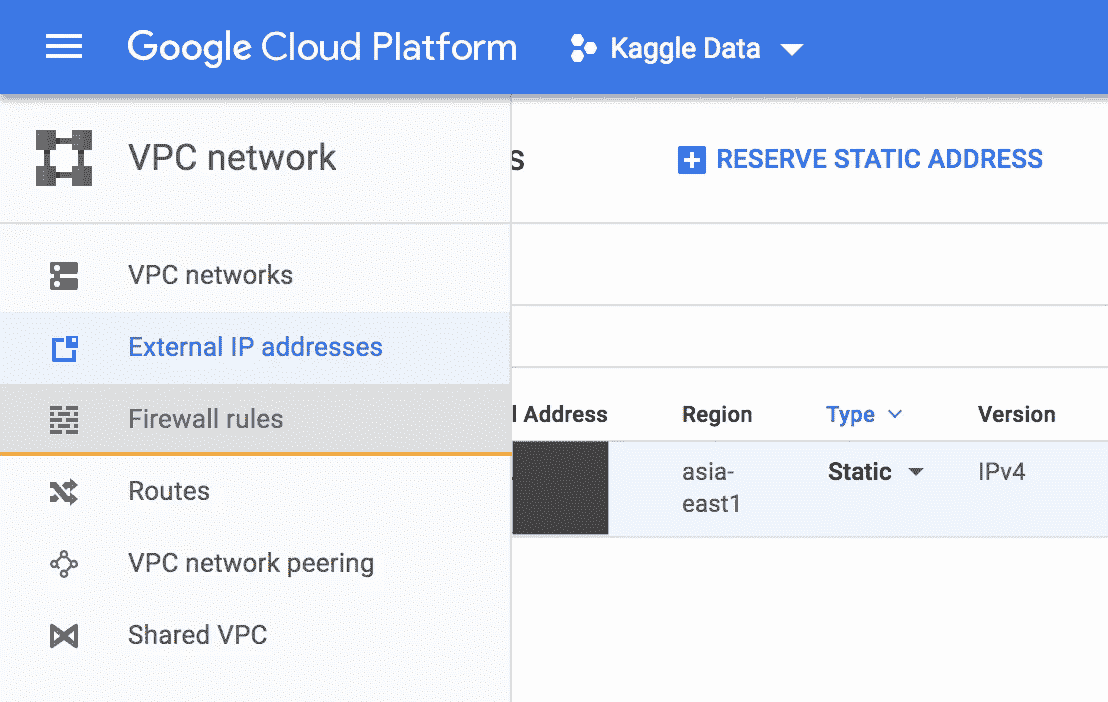 Google Cloud Platform
Kaggle Data
VPC network
s
RESERVE STATIC ADDRESS
VPC networks
External IP addresses
Firewall rules
Routes
VPC network peering
Shared VPC
l Address Region Type Version
asia-
east1
Static
IPv4